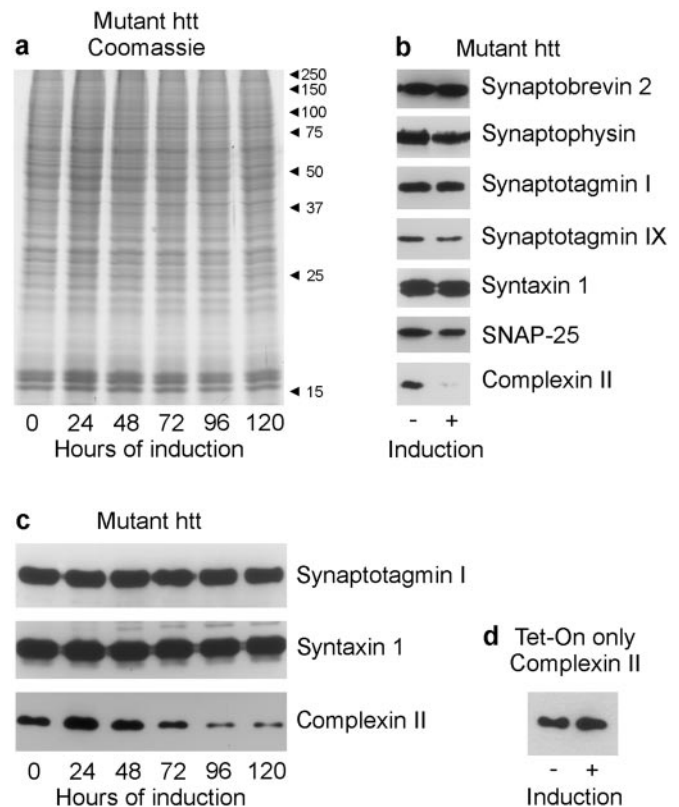 a
Mutant htt
Coomassie
250
150
100
75
50
37
25
15
0 24 48 72 96 120
Hours of induction
b Mutant htt
Synaptobrevin 2
Synaptophysin
Synaptotagmin I
Synaptotagmin IX
Syntaxin 1
SNAP-25
Complexin II
- +
Induction
c Mutant htt
Synaptotagmin I
Syntaxin 1
Complexin II
0 24 48 72 96 120
Hours of induction
d Tet-On only
Complexin II
- +
Induction